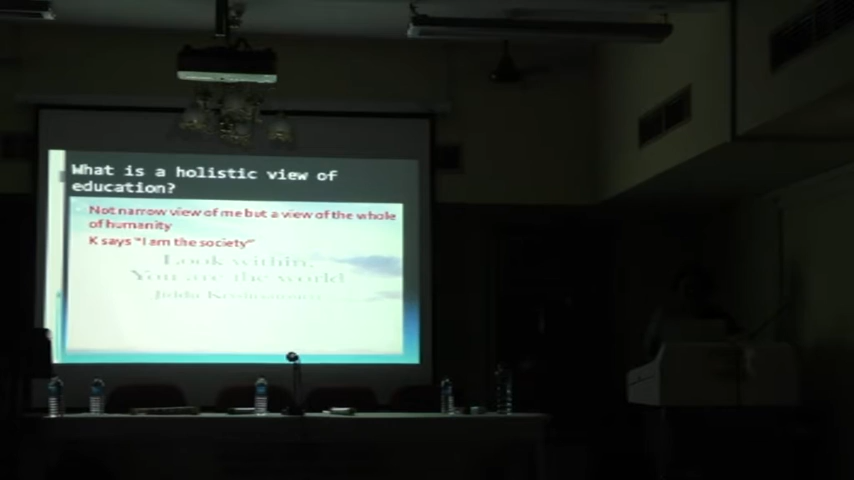 What is a holistic view of
education?
Not narrow view of me but a view of the whole
of humanity
K says "I am the society"
Look within.
You are the world